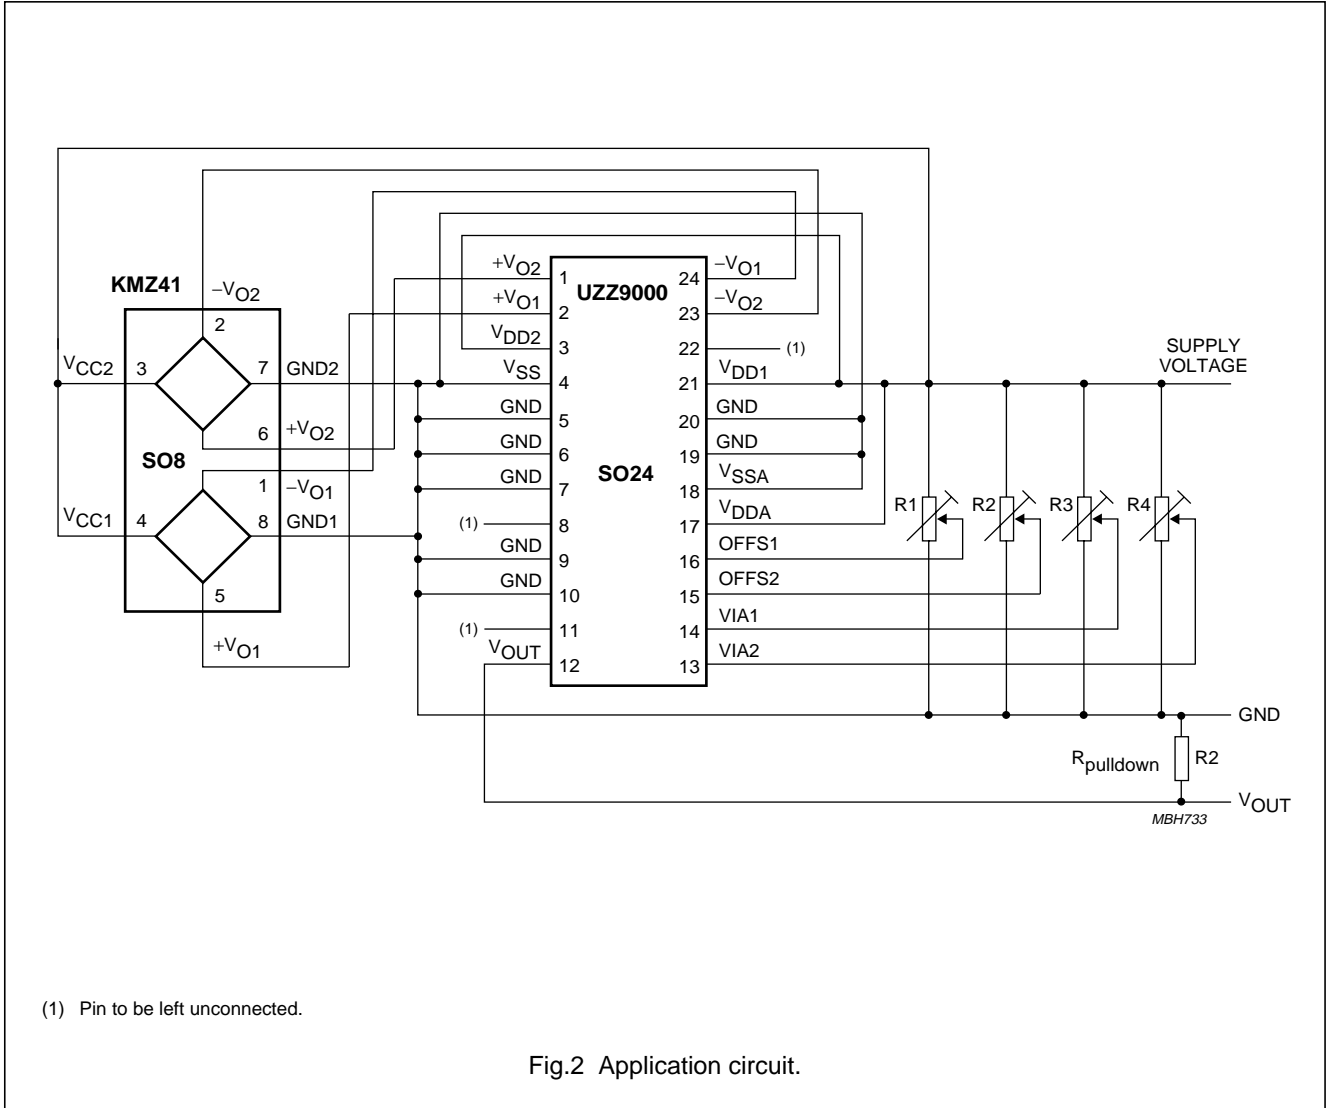 KMZ41
SO8
−VO2
2
VCC2 3
7 GND2
6 +VO2
1 −VO1
VCC1 4
8 GND1
5
+VO1
UZZ9000
SO24
+VO2 1
+VO1 2
VDD2 3
VSS 4
GND 5
GND 6
GND 7
(1) 8
GND 9
GND 10
(1) 11
VOUT 12
24 −VO1
23 −VO2
22 (1)
21 VDD1
20 GND
19 GND
18 VSSA
17 VDDA
16 OFFS1
15 OFFS2
14 VIA1
13 VIA2
SUPPLY
VOLTAGE
R1 R2 R3 R4
GND
Rpulldown R2
VOUT
MBH733
(1) Pin to be left unconnected.
Fig.2 Application circuit.